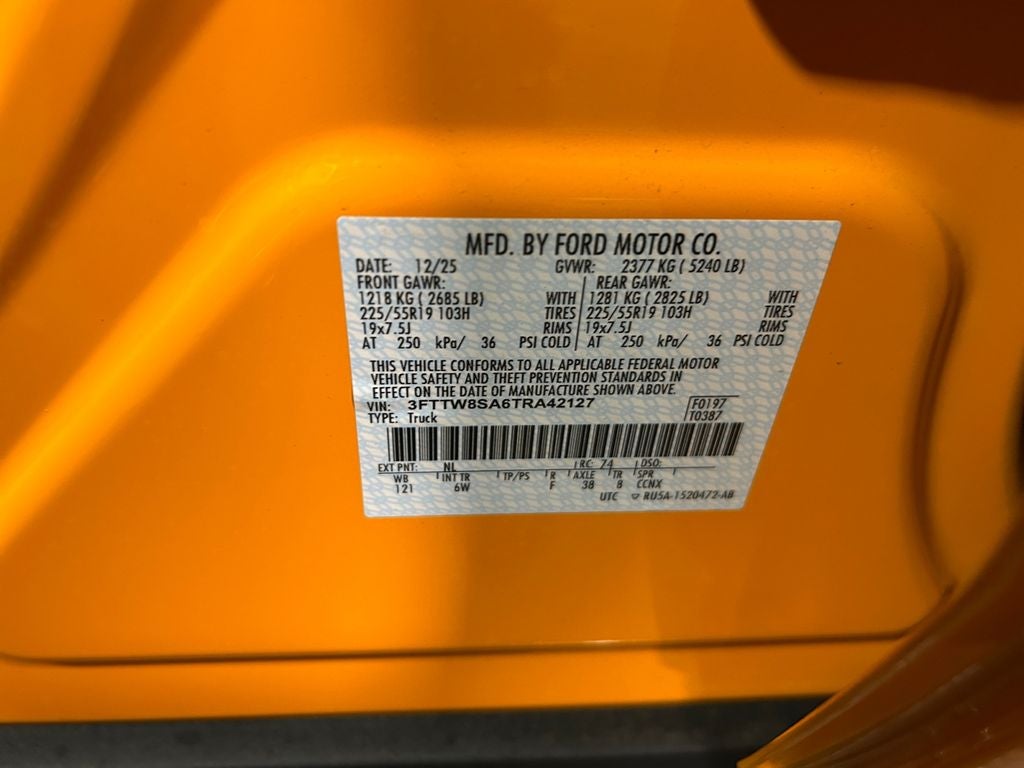 MFD. BY FORD MOTOR CO.
DATE: 12/25 GVWR: 2377 KG ( 5240 LB)
FRONT GAWR: REAR GAWR:
1218 KG ( 2685 LB) WITH 1281 KG ( 2825 LB) WITH
225/55R19 103H TIRES 225/55R19 103H TIRES
19x7.5J RIMS 19x7.5J RIMS
AT 250 kPa/ 36 PSI COLD AT 250 kPa/ 36 PSI COLD
THIS VEHICLE CONFORMS TO ALL APPLICABLE FEDERAL MOTOR
VEHICLE SAFETY AND THEFT PREVENTION STANDARDS IN
EFFECT ON THE DATE OF MANUFACTURE SHOWN ABOVE.
VIN: 3FTTW8SA6TRA42127 F0197
TYPE: Truck T0387
EXT PNT: NL RC: 74 DSO:
WB INT TR TP/PS R AXLE TR SPR
121 6W F 38 8 CCNX
UTC RU5A-1520472-AB